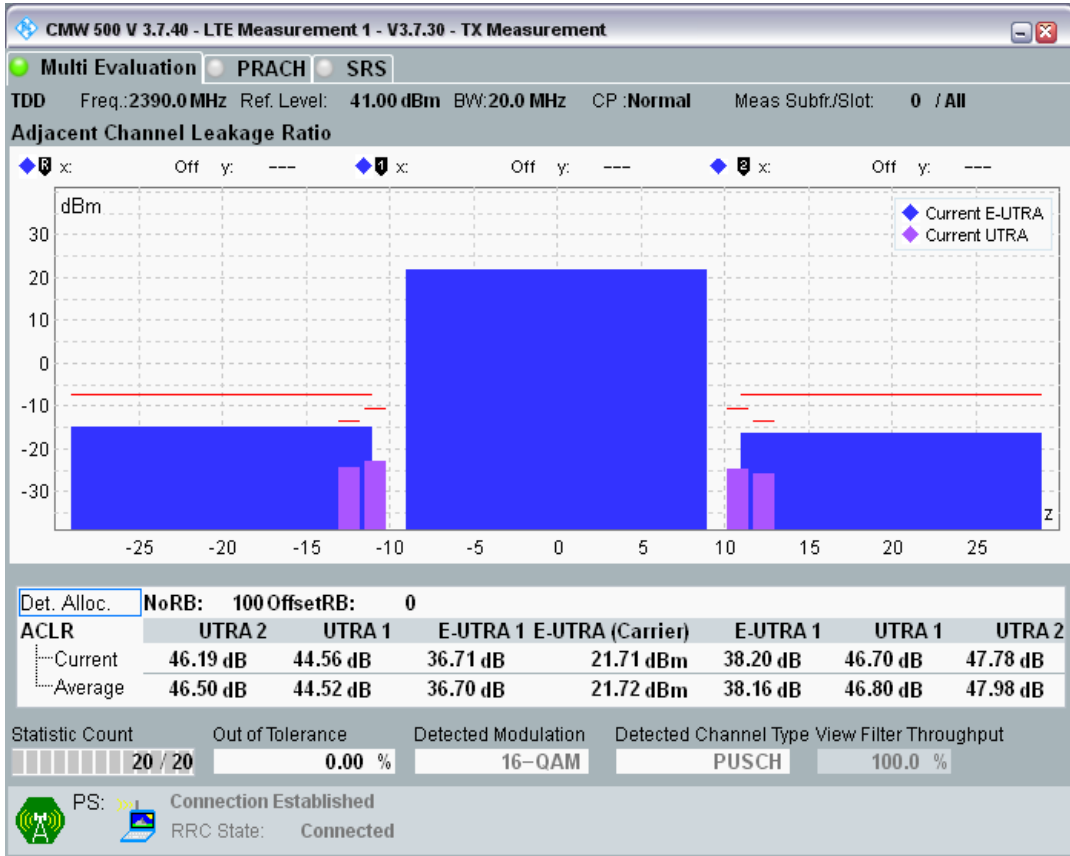 CMW 500 V 3.7.40 - LTE Measurement 1 - V3.7.30 - TX Measurement
Multi Evaluation PRACH SRS
TDD Freq.:2390.0 MHz Ref. Level: 41.00 dBm BW:20.0 MHz CP :Normal Meas Subfr./Slot: 0 / All
Adjacent Channel Leakage Ratio
R x: Off y: --- 1 x: Off y: --- 2 x: Off y: ---
dBm
Current E-UTRA
Current UTRA
30
20
10
0
-10
-20
-30
z
-25 -20 -15 -10 -5 0 5 10 15 20 25
Det. Alloc. NoRB: 100 OffsetRB: 0
ACLR UTRA 2 UTRA 1 E-UTRA 1 E-UTRA (Carrier) E-UTRA 1 UTRA 1 UTRA 2
Current 46.19 dB 44.56 dB 36.71 dB 21.71 dBm 38.20 dB 46.70 dB 47.78 dB
Average 46.50 dB 44.52 dB 36.70 dB 21.72 dBm 38.16 dB 46.80 dB 47.98 dB
Statistic Count Out of Tolerance Detected Modulation Detected Channel Type View Filter Throughput
20 / 20 0.00 % 16-QAM PUSCH 100.0 %
PS: Connection Established
RRC State: Connected